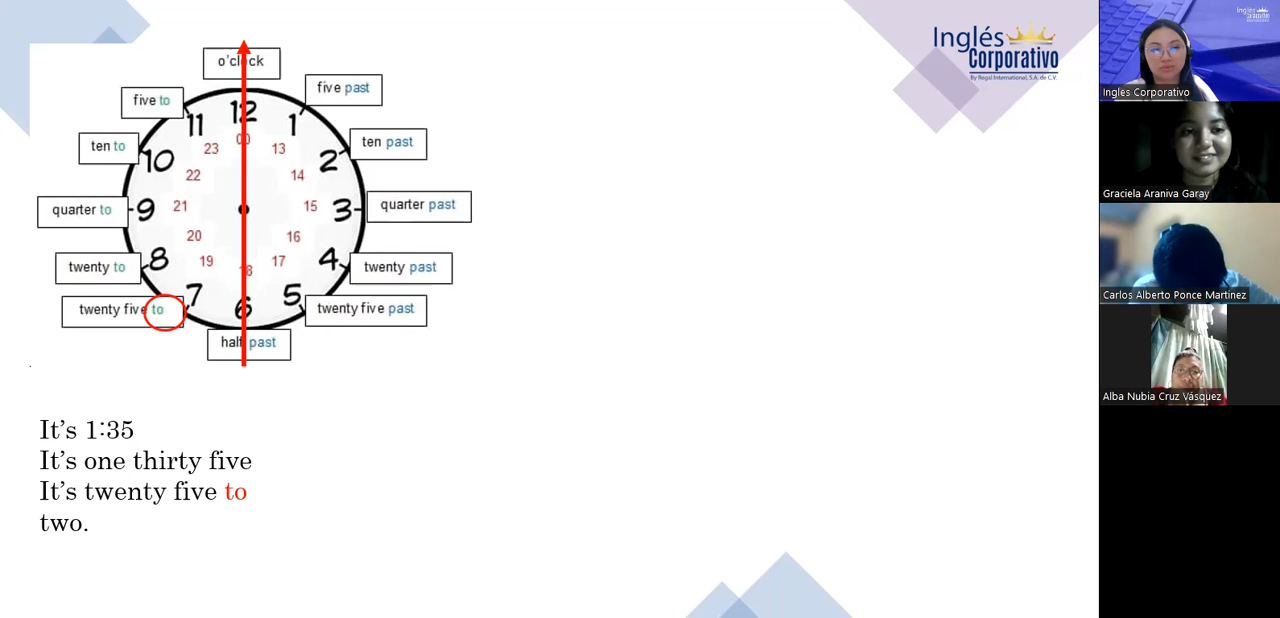 o'clock
five past
ten past
quarter past
twenty past
twenty five past
half past
twenty five to
twenty to
quarter to
ten to
five to
12
1
2
3
4
5
6
7
8
9
10
11
00
13
14
15
16
17
18
19
20
21
22
23
It's 1:35
It's one thirty five
It's twenty five to
two.
Inglés
Corporativo
By Regal International, S.A. de C.V.
Ingles Corporativo
Graciela Araniva Garay
Carlos Alberto Ponce Martinez
Alba Nubia Cruz Vásquez